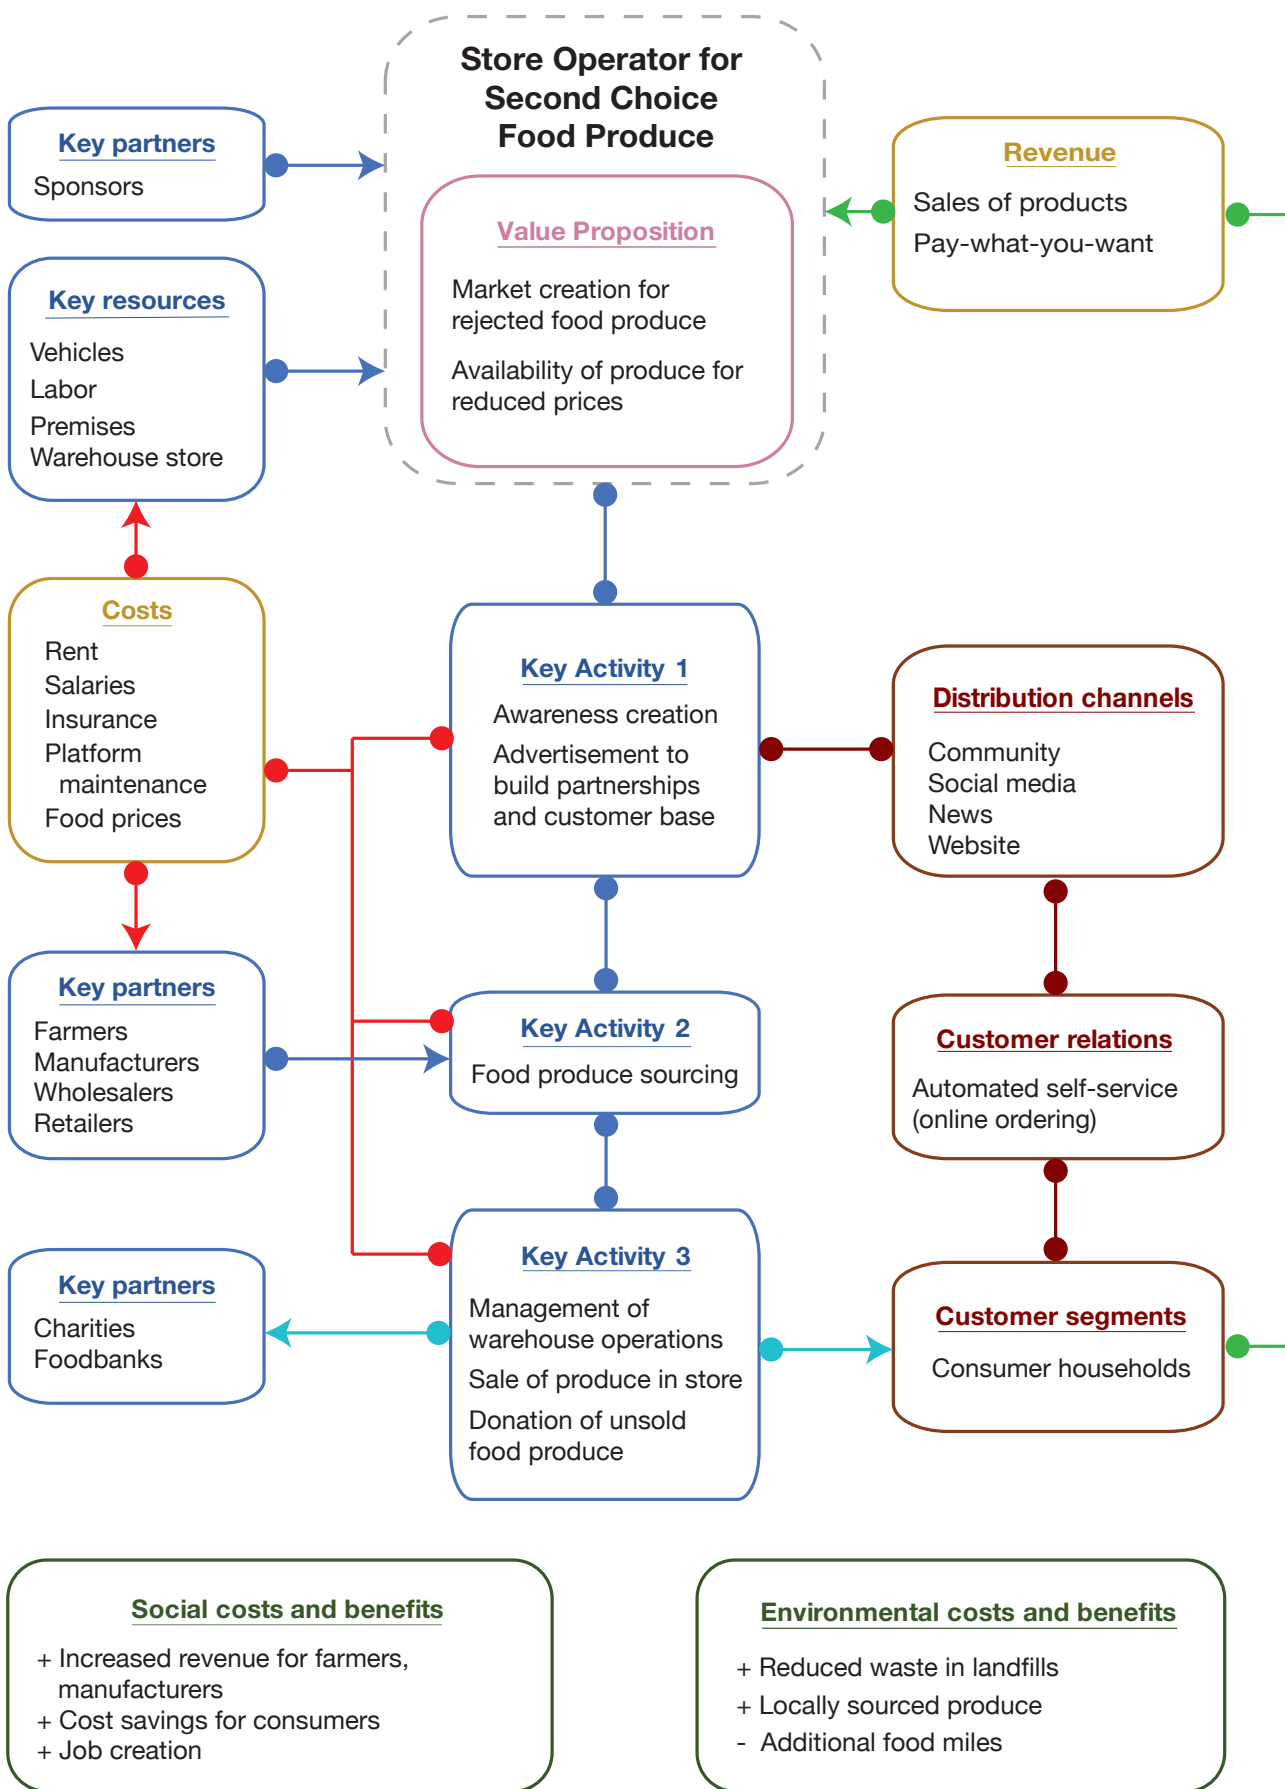 Store Operator for
Second Choice
Food Produce
Key partners
Sponsors
Revenue
Sales of products
Pay-what-you-want
Value Proposition
Market creation for
rejected food produce
Availability of produce for
reduced prices
Key resources
Vehicles
Labor
Premises
Warehouse store
Costs
Rent
Salaries
Insurance
Platform
maintenance
Food prices
Key Activity 1
Awareness creation
Advertisement to
build partnerships
and customer base
Distribution channels
Community
Social media
News
Website
Key partners
Farmers
Manufacturers
Wholesalers
Retailers
Key Activity 2
Food produce sourcing
Customer relations
Automated self-service
(online ordering)
Key partners
Charities
Foodbanks
Key Activity 3
Management of
warehouse operations
Sale of produce in store
Donation of unsold
food produce
Customer segments
Consumer households
Social costs and benefits
+ Increased revenue for farmers,
manufacturers
+ Cost savings for consumers
+ Job creation
Environmental costs and benefits
+ Reduced waste in landfills
+ Locally sourced produce
- Additional food miles